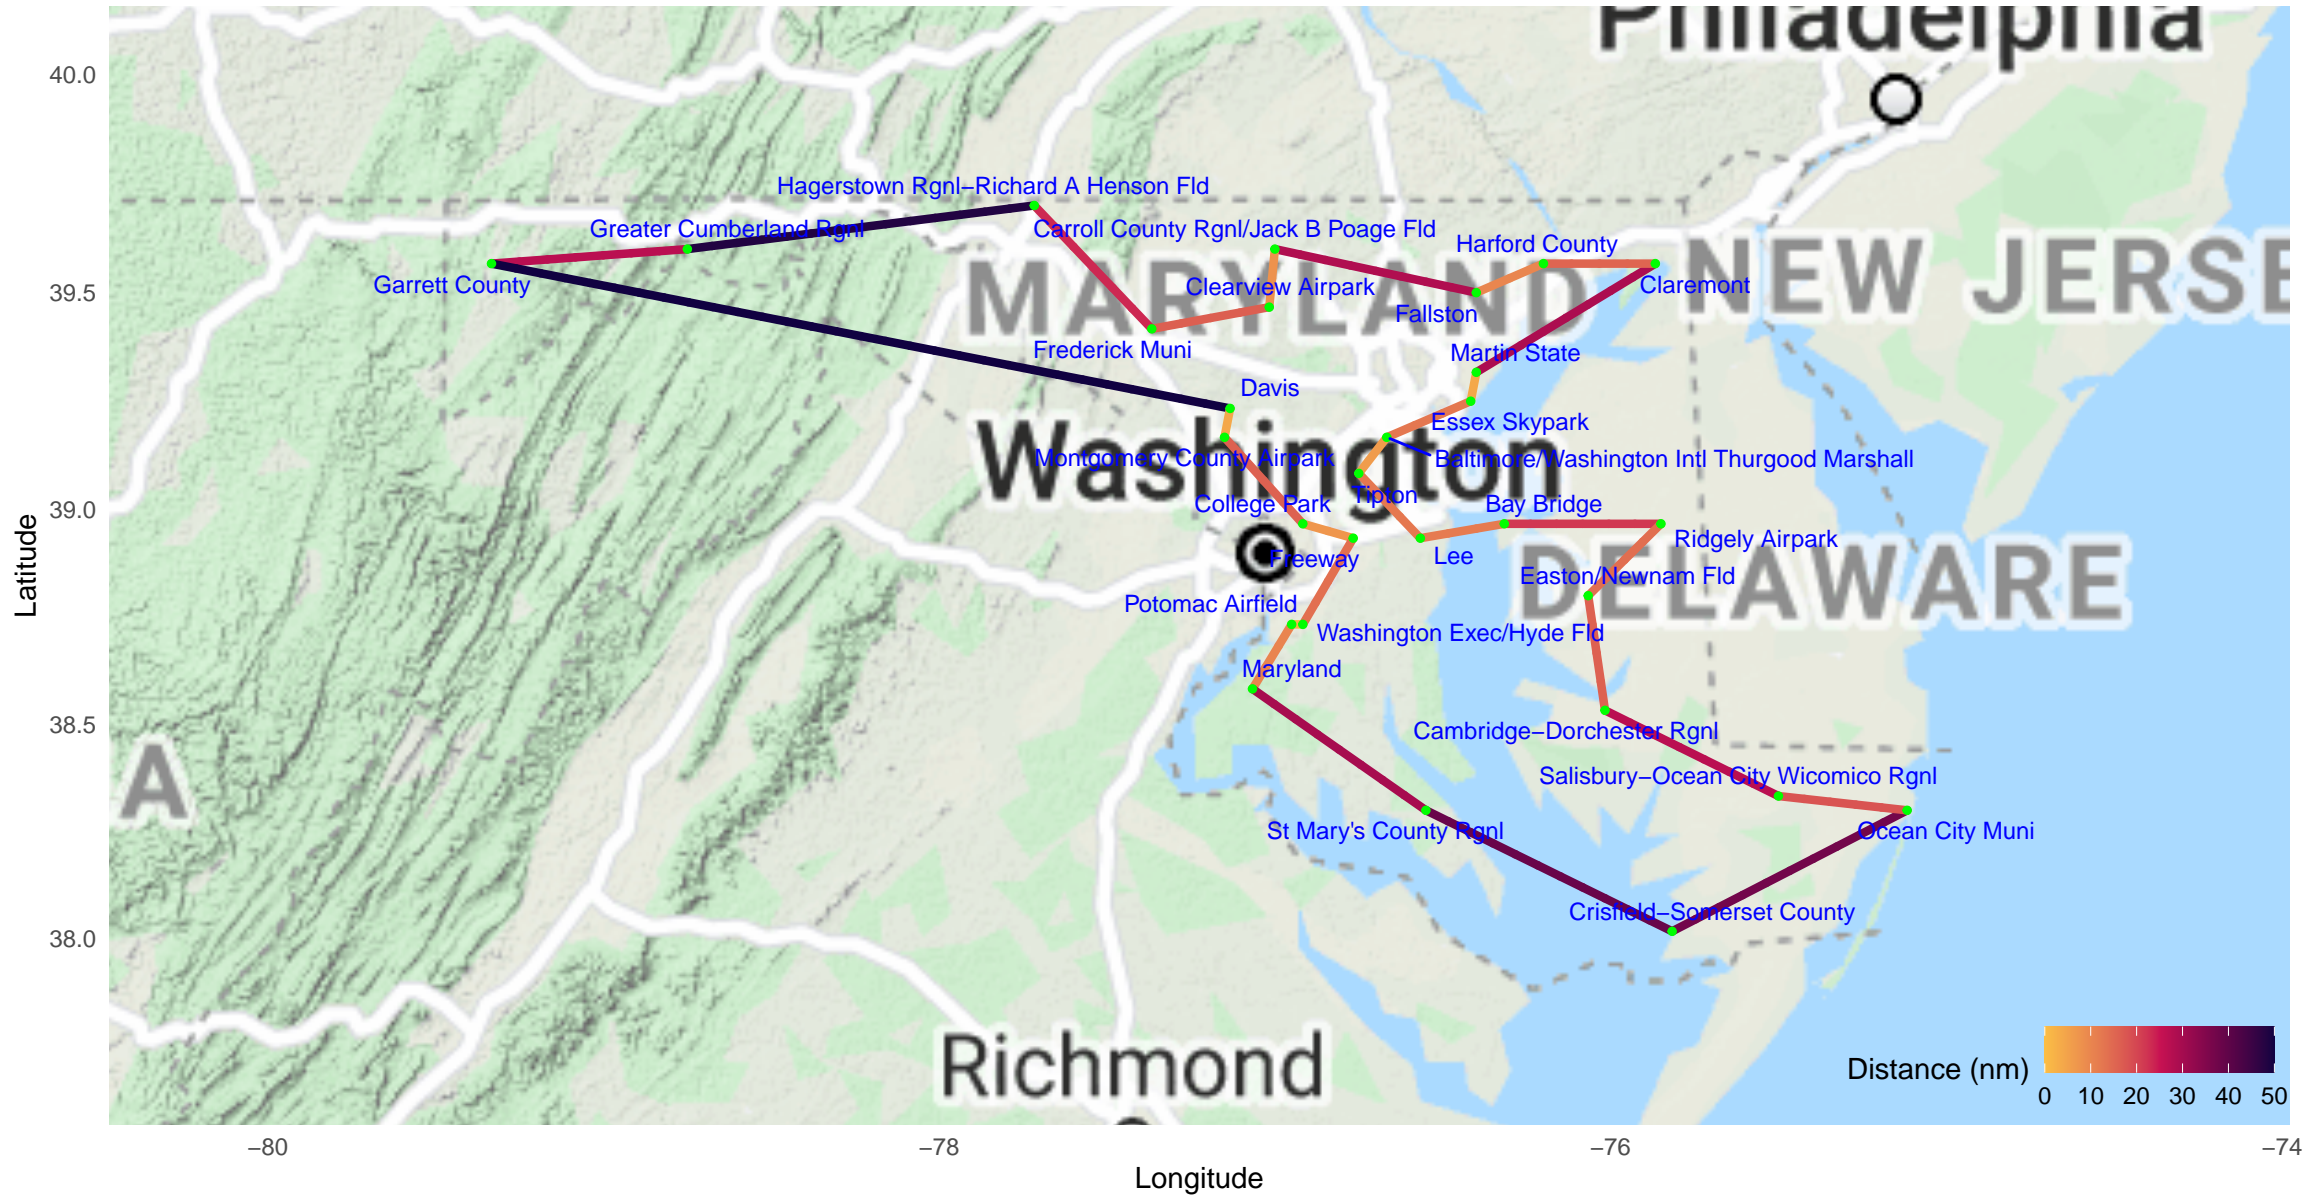 Philadelphia
40.0
Hagerstown Rgnl−Richard A Henson Fld
Greater Cumberland Rgnl
Carroll County Rgnl/Jack B Poage Fld
Harford County
Garrett County
39.5
MARYLAND
Clearview Airpark
Fallston
Claremont
NEW JERSE
Frederick Muni
Martin State
Davis
Essex Skypark
Washington
Montgomery County Airpark
Baltimore/Washington Intl Thurgood Marshall
Tipton
39.0
College Park
Bay Bridge
Freeway
Lee
Ridgely Airpark
Easton/Newnam Fld
DELAWARE
Potomac Airfield
Washington Exec/Hyde Fld
Maryland
38.5
Cambridge−Dorchester Rgnl
A
Salisbury−Ocean City Wicomico Rgnl
St Mary's County Rgnl
Ocean City Muni
Crisfield−Somerset County
38.0
Richmond
Latitude
Distance (nm)
0 10 20 30 40 50
−80 −78 −76 −74
Longitude